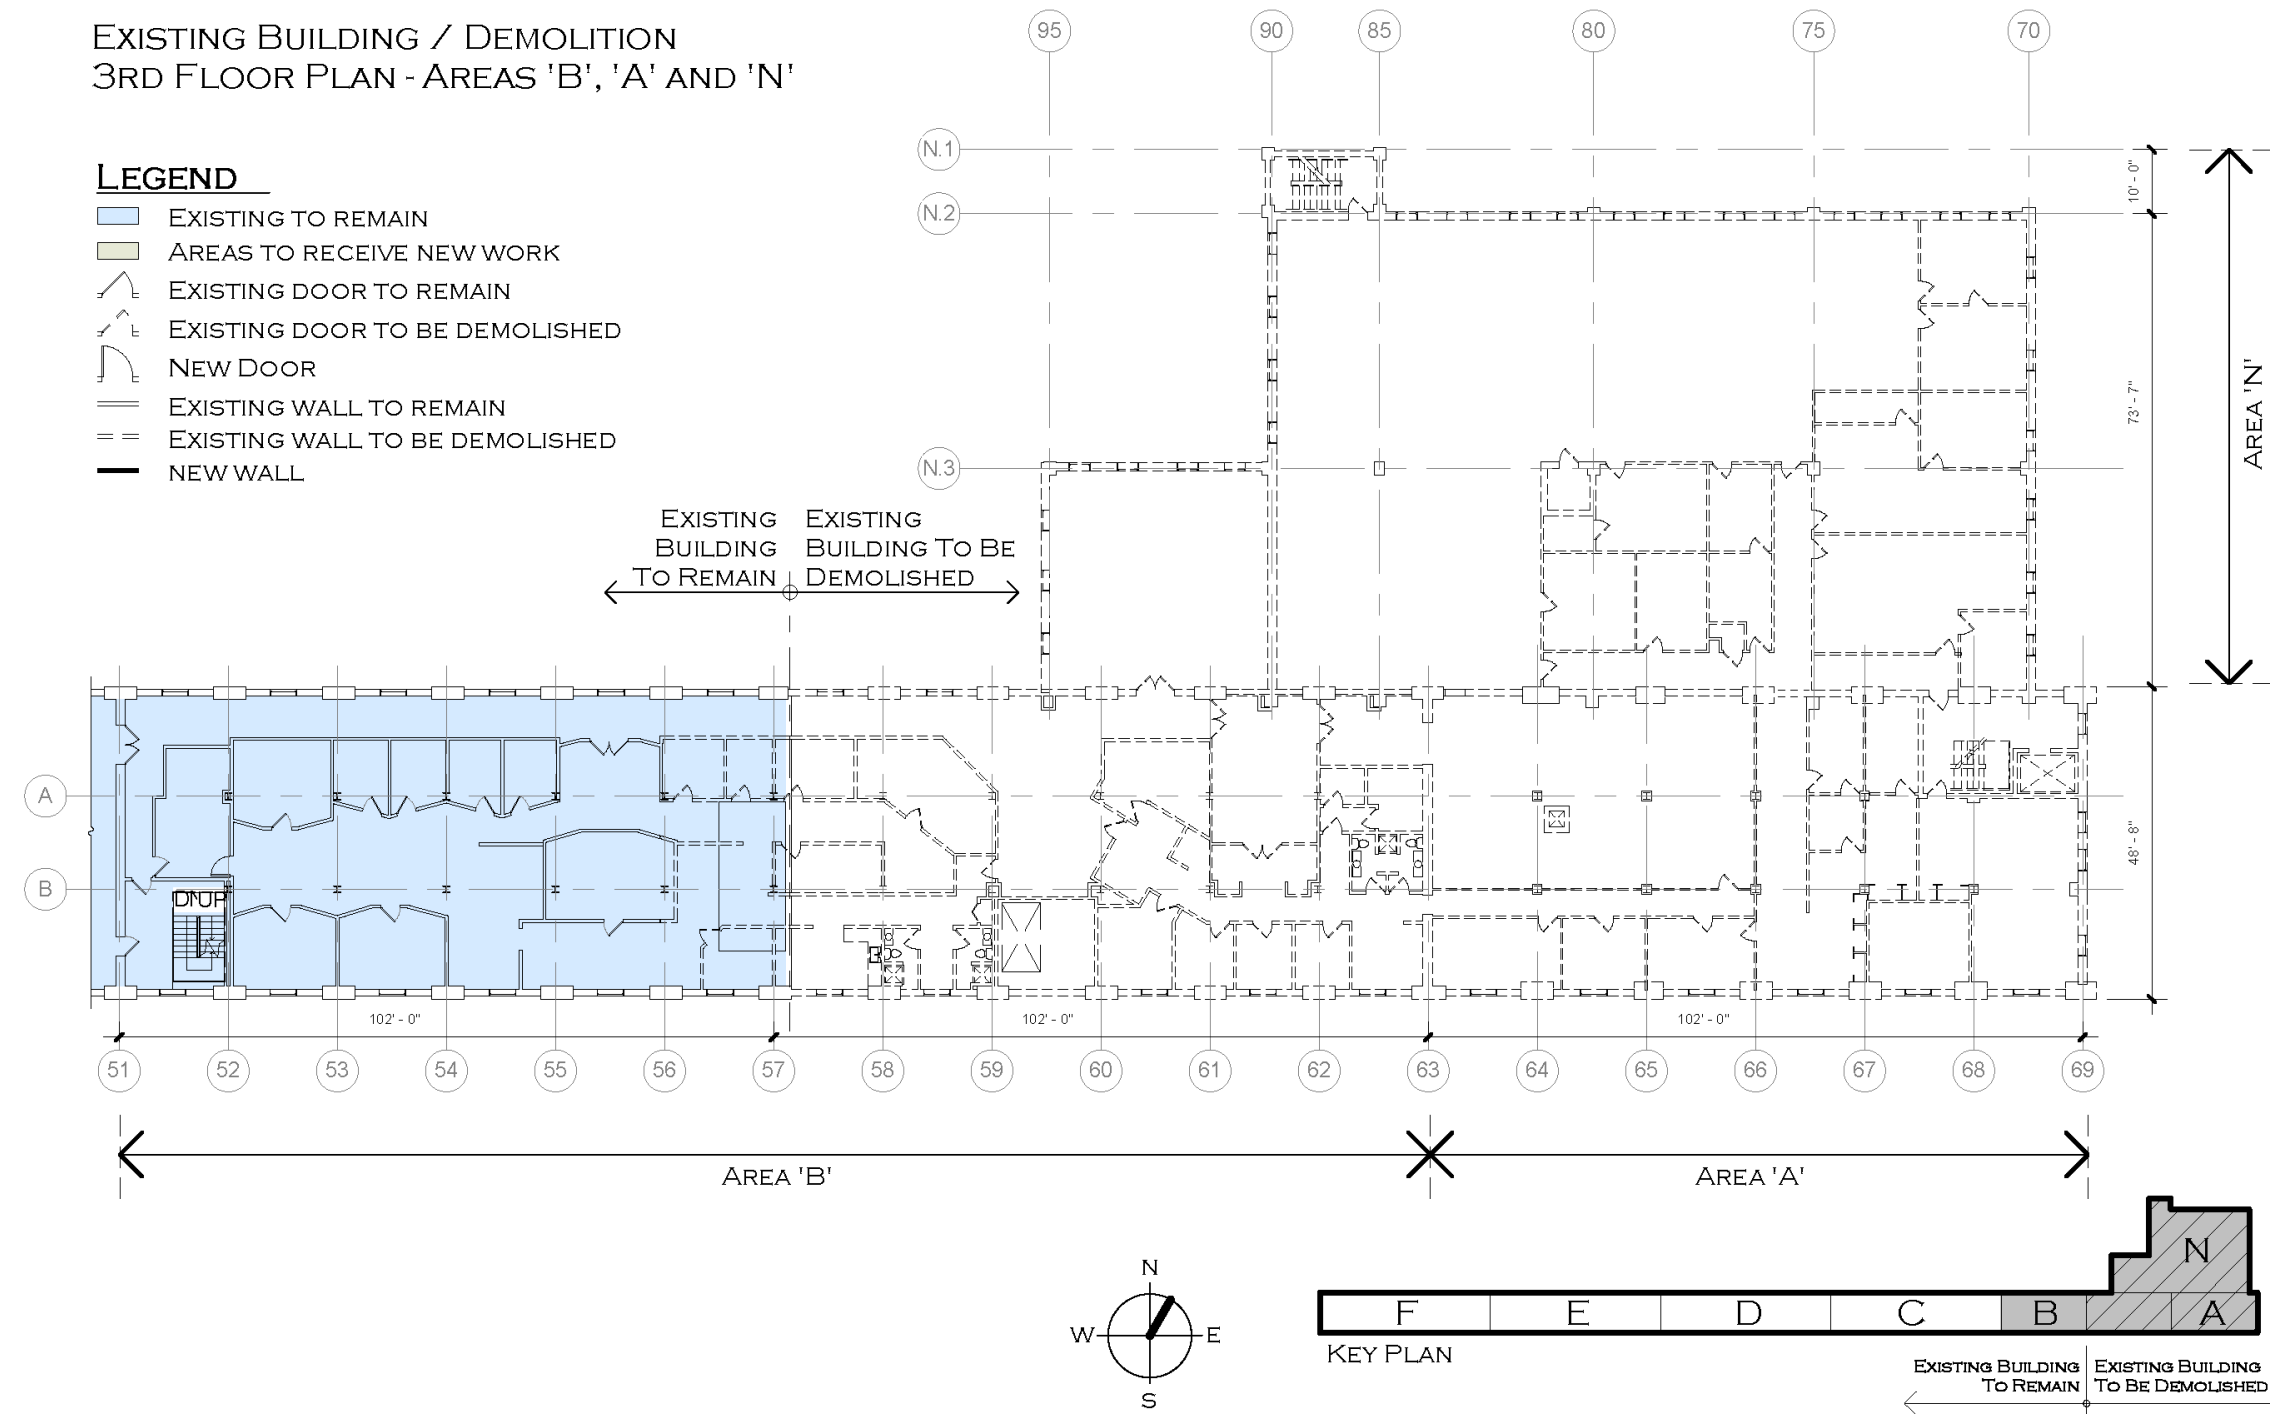 Existing Building / Demolition
3rd Floor Plan - Areas 'B', 'A' and 'N'
95 90 85 80 75 70
Legend
Existing to remain
Areas to receive new work
Existing door to remain
Existing door to be demolished
New Door
Existing wall to remain
Existing wall to be demolished
new wall
N.1
N.2
N.3
10' - 0"
73' - 7"
Area 'N'
Existing
Building
To Remain
Existing
Building To Be
Demolished
A
B
DN UP
48' - 8"
102' - 0" 102' - 0" 102' - 0"
51 52 53 54 55 56 57 58 59 60 61 62 63 64 65 66 67 68 69
Area 'B' Area 'A'
N
W E
S
N
F E D C B A
Key Plan
Existing Building
To Remain
Existing Building
To Be Demolished